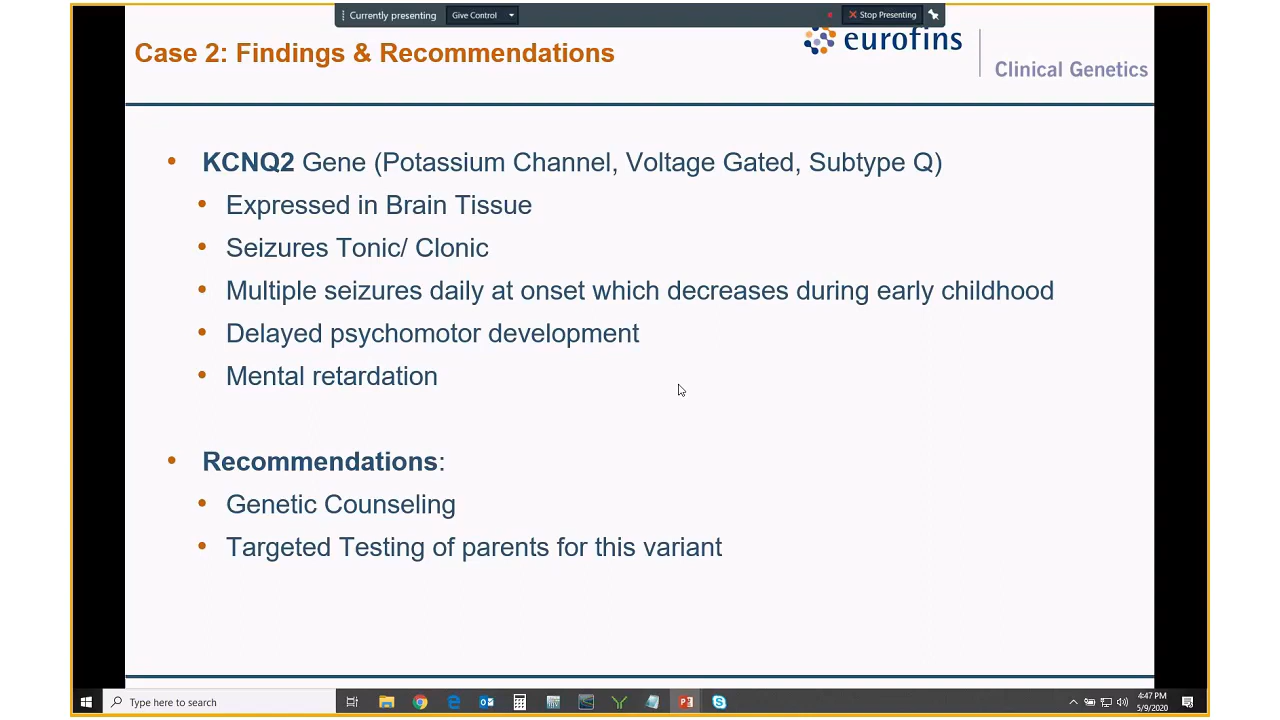 Currently presenting
Give Control
Stop Presenting
Case 2: Findings & Recommendations
eurofins
Clinical Genetics
• KCNQ2 Gene (Potassium Channel, Voltage Gated, Subtype Q)
• Expressed in Brain Tissue
• Seizures Tonic/ Clonic
• Multiple seizures daily at onset which decreases during early childhood
• Delayed psychomotor development
• Mental retardation
• Recommendations:
• Genetic Counseling
• Targeted Testing of parents for this variant
Type here to search
4:47 PM
5/9/2020